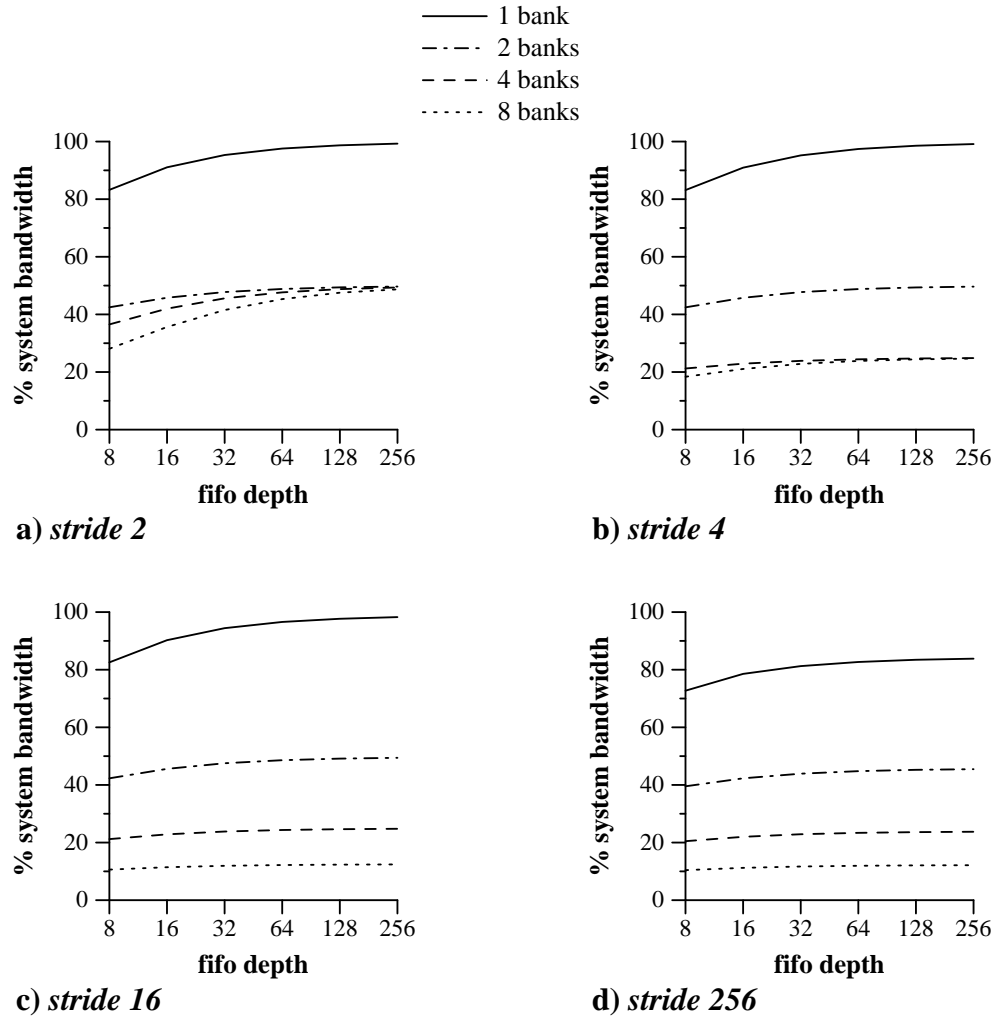 1 bank
2 banks
4 banks
8 banks
% system bandwidth
100
80
60
40
20
0
8 16 32 64 128 256
fifo depth
a) stride 2
% system bandwidth
100
80
60
40
20
0
8 16 32 64 128 256
fifo depth
b) stride 4
% system bandwidth
100
80
60
40
20
0
8 16 32 64 128 256
fifo depth
c) stride 16
% system bandwidth
100
80
60
40
20
0
8 16 32 64 128 256
fifo depth
d) stride 256